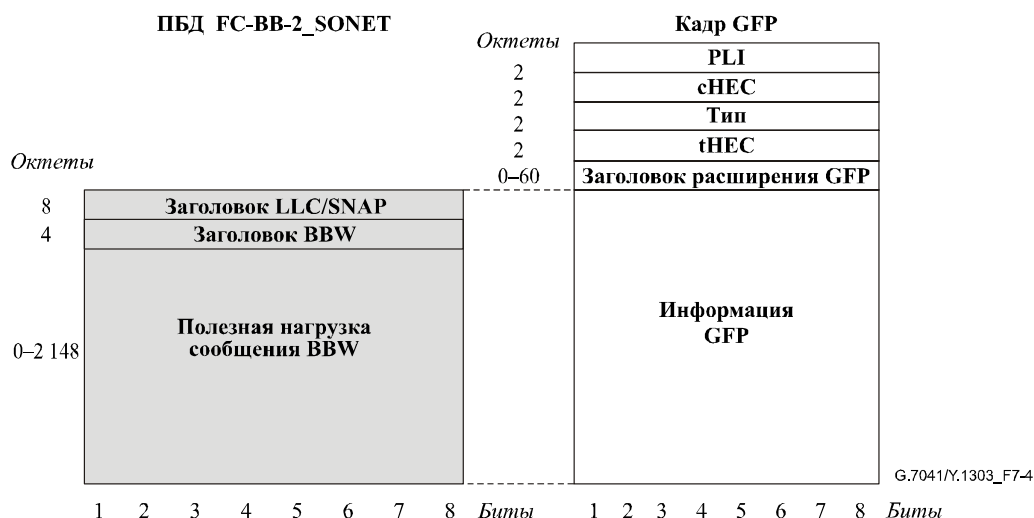 ПБД FC-BB-2_SONET
Кадр GFP
Октеты
PLI
2
cHEC
2
Тип
2
tHEC
2
Октеты
0–60
Заголовок расширения GFP
8
Заголовок LLC/SNAP
4
Заголовок BBW
Полезная нагрузка
сообщения BBW
0–2 148
Информация
GFP
G.7041/Y.1303_F7-4
1 2 3 4 5 6 7 8 Биты
1 2 3 4 5 6 7 8 Биты